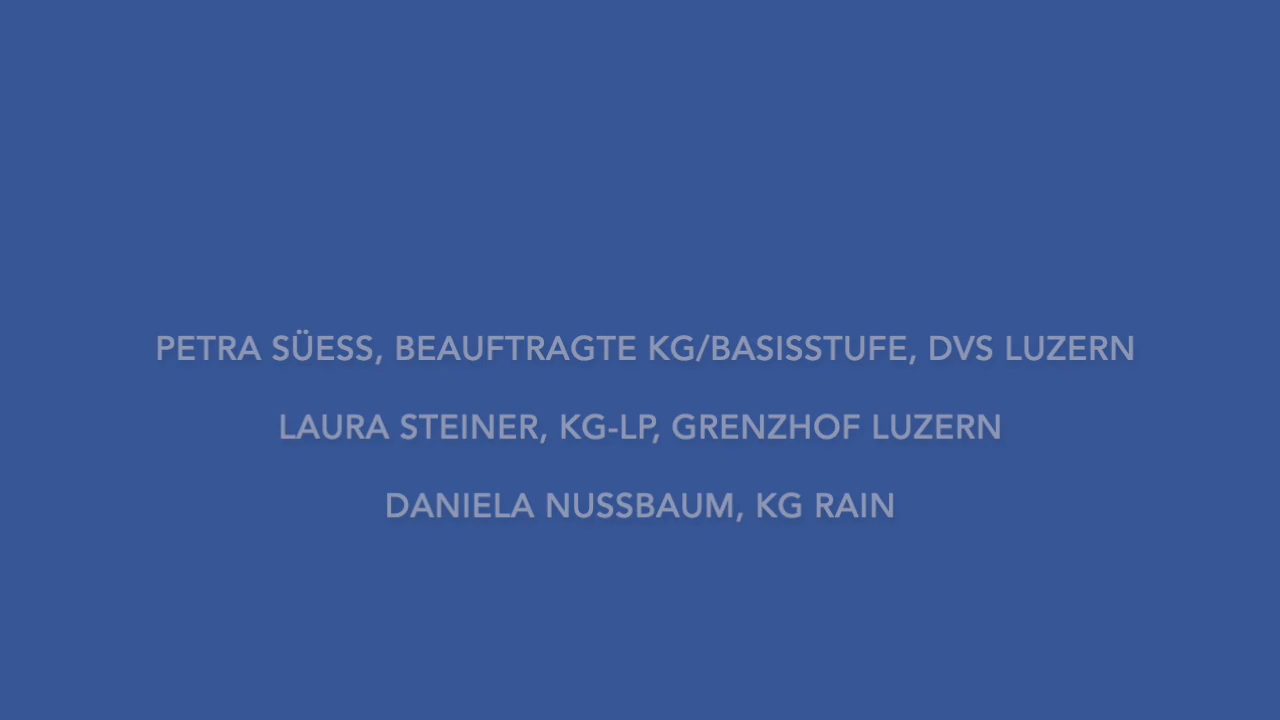 PETRA SÜESS, BEAUFTRAGTE KG/BASISSTUFE, DVS LUZERN
LAURA STEINER, KG-LP, GRENZHOF LUZERN
DANIELA NUSSBAUM, KG RAIN